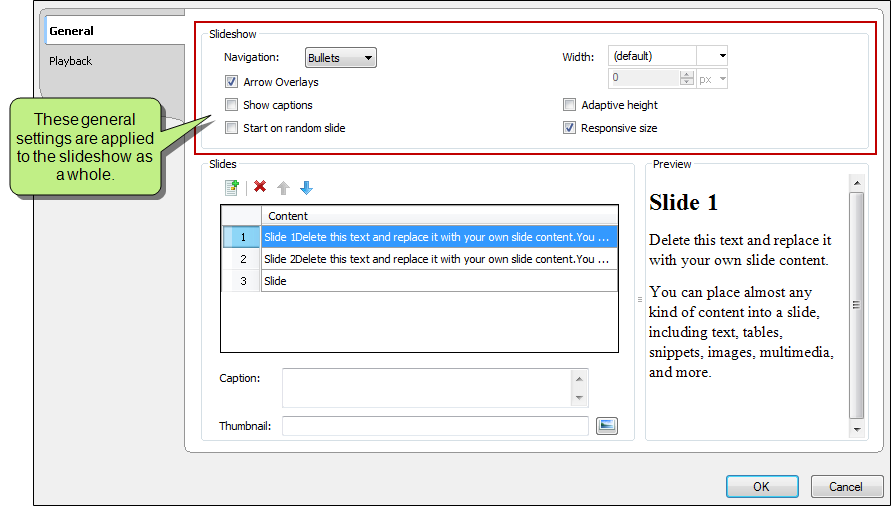 General
Playback
These general
settings are applied
to the slideshow as
a whole.
Slideshow
Navigation: Bullets
Arrow Overlays
Show captions
Start on random slide
Width: (default)
0 px
Adaptive height
Responsive size
Slides
Content
1 Slide 1Delete this text and replace it with your own slide content.You ...
2 Slide 2Delete this text and replace it with your own slide content.You ...
3 Slide
Caption:
Thumbnail:
Preview
Slide 1
Delete this text and replace it
with your own slide content.
You can place almost any
kind of content into a slide,
including text, tables,
snippets, images, multimedia,
and more.
OK Cancel